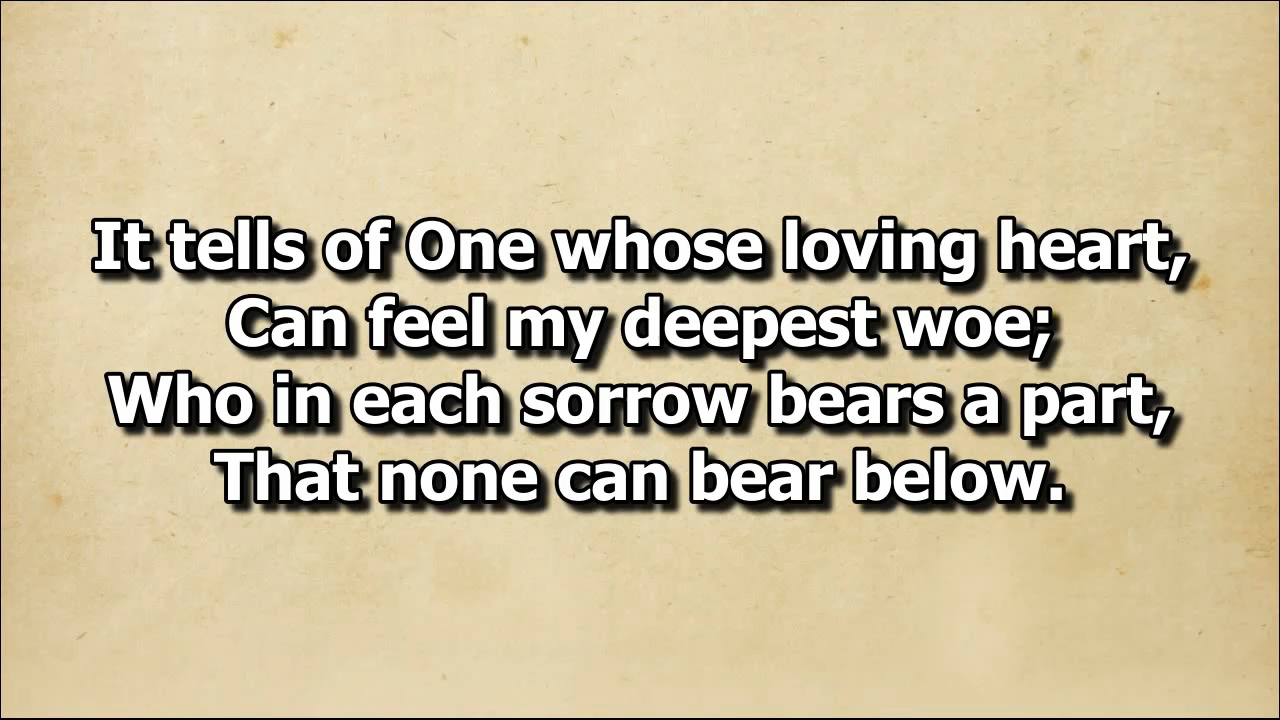 It tells of One whose loving heart,
Can feel my deepest woe;
Who in each sorrow bears a part,
That none can bear below.